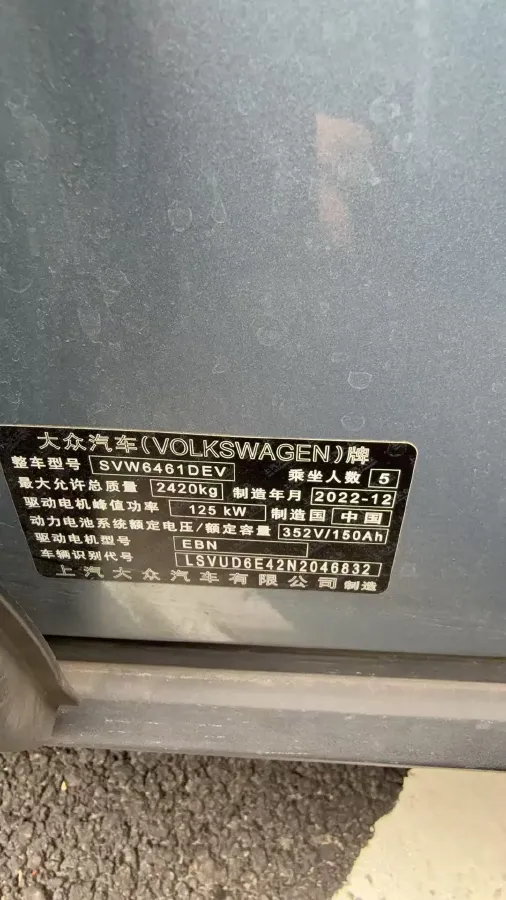 大众汽车(VOLKSWAGEN)牌
整车型号 SVW6461DEV 乘坐人数 5
最大允许总质量 2420kg 制造年月 2022-12
驱动电机峰值功率 125 kW 制造国 中国
动力电池系统额定电压/额定容量 352V/150Ah
驱动电机型号 EBN
车辆识别代号 LSVUD6E42N2046832
上汽大众汽车有限公司 制造